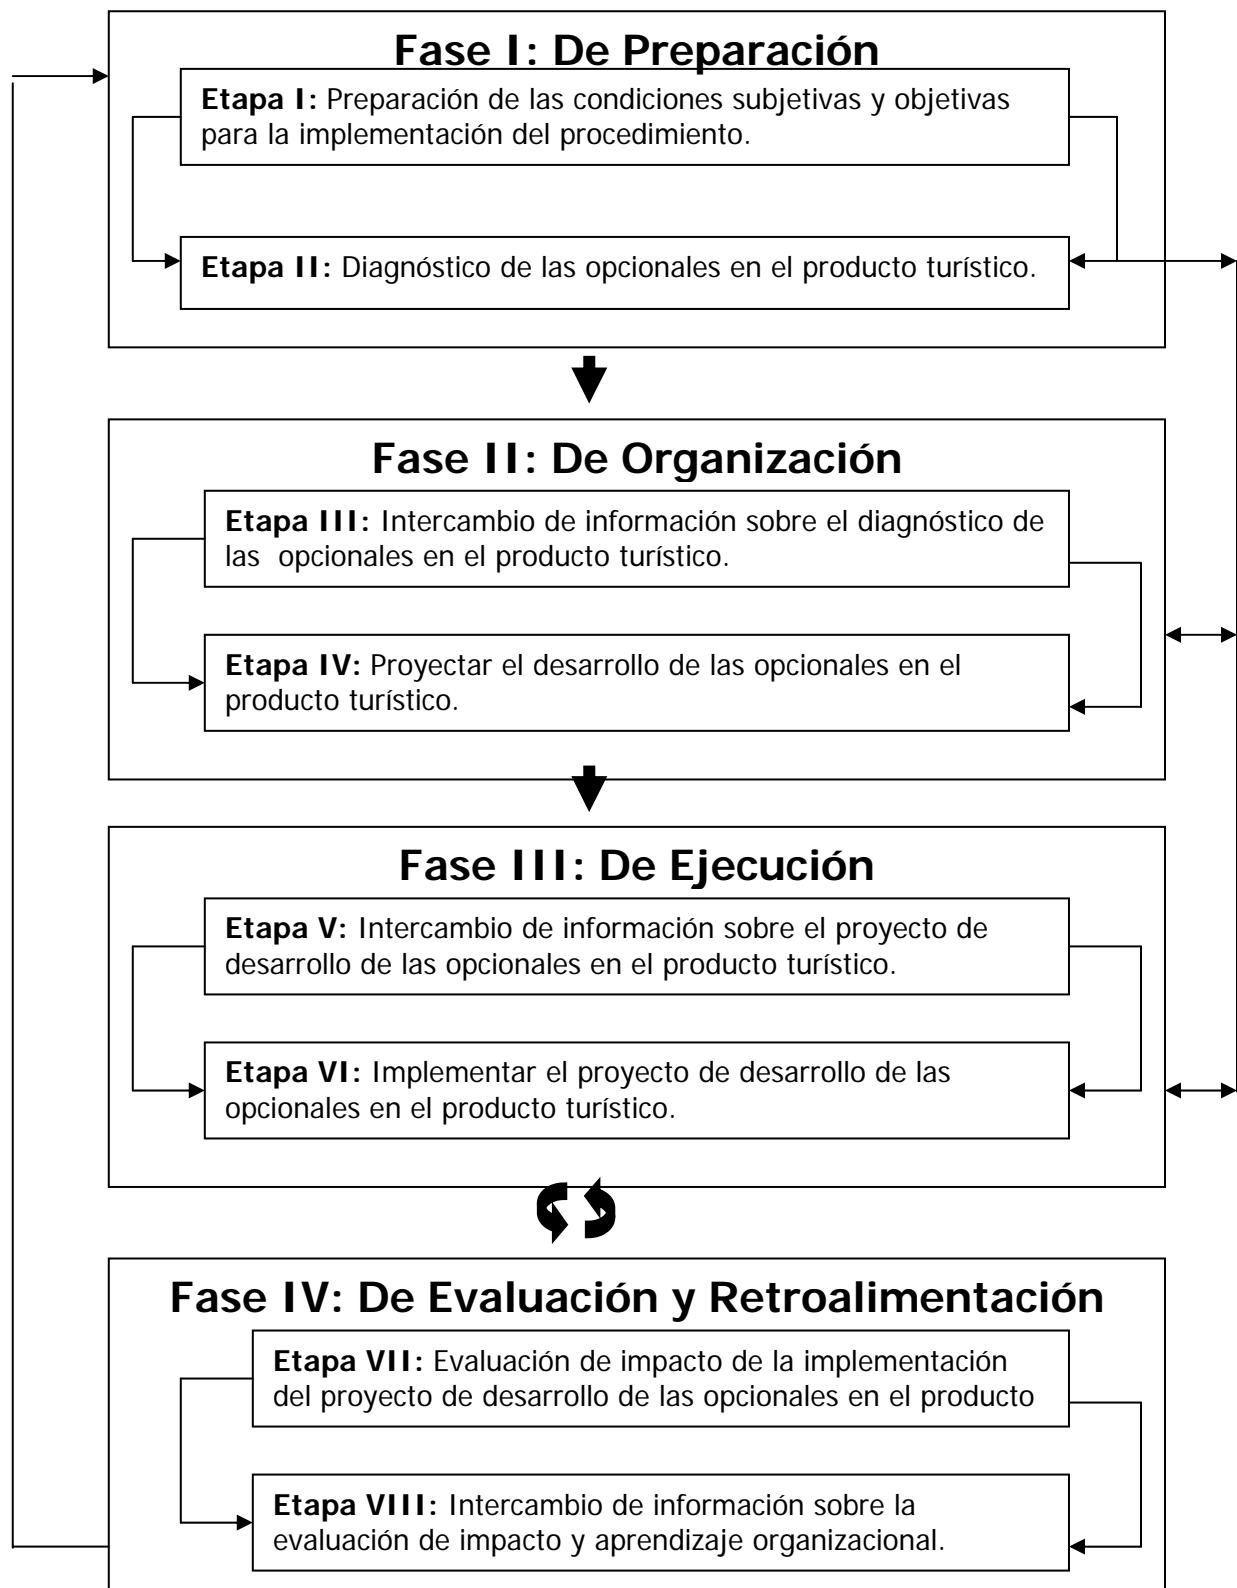 Fase I: De Preparación
Etapa I: Preparación de las condiciones subjetivas y objetivas
para la implementación del procedimiento.
Etapa II: Diagnóstico de las opcionales en el producto turístico.
Fase II: De Organización
Etapa III: Intercambio de información sobre el diagnóstico de
las opcionales en el producto turístico.
Etapa IV: Proyectar el desarrollo de las opcionales en el
producto turístico.
Fase III: De Ejecución
Etapa V: Intercambio de información sobre el proyecto de
desarrollo de las opcionales en el producto turístico.
Etapa VI: Implementar el proyecto de desarrollo de las
opcionales en el producto turístico.
Fase IV: De Evaluación y Retroalimentación
Etapa VII: Evaluación de impacto de la implementación
del proyecto de desarrollo de las opcionales en el producto
Etapa VIII: Intercambio de información sobre la
evaluación de impacto y aprendizaje organizacional.